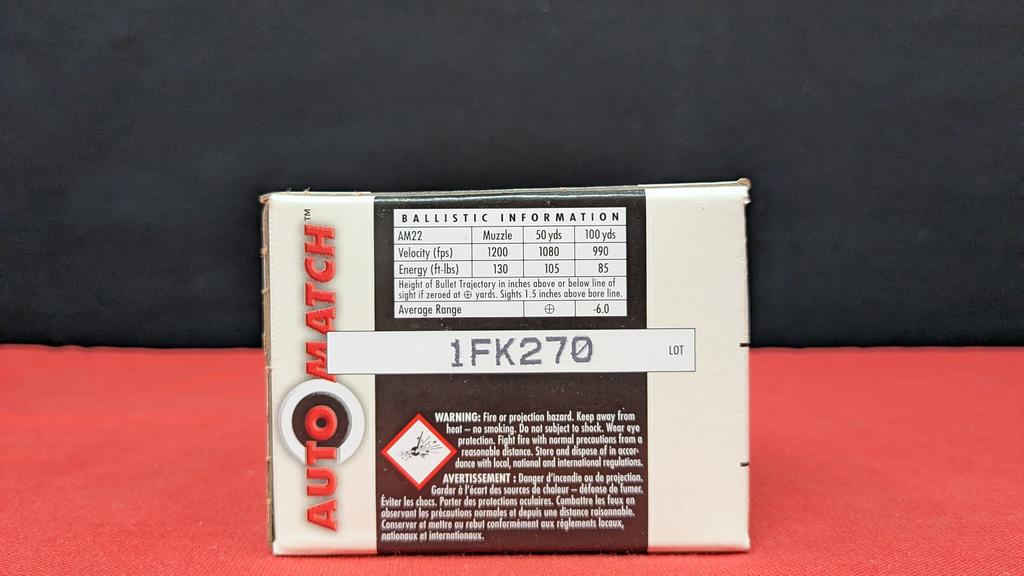 AUTOMATCH™
BALLISTIC INFORMATION
AM22 Muzzle 50 yds 100 yds
Velocity (fps) 1200 1080 990
Energy (ft-lbs) 130 105 85
Height of Bullet Trajectory in inches above or below line of
sight if zeroed at ⊕ yards. Sights 1.5 inches above bore line.
Average Range ⊕ -6.0
1FK270 LOT
WARNING: Fire or projection hazard. Keep away from
heat – no smoking. Do not subject to shock. Wear eye
protection. Fight fire with normal precautions from a
reasonable distance. Store and dispose of in accor-
dance with local, national and international regulations.
AVERTISSEMENT : Danger d'incendie ou de projection.
Garder à l'écart des sources de chaleur – défense de fumer.
Éviter les chocs. Porter des protections oculaires. Combattre les feux en
observant les précautions normales et depuis une distance raisonnable.
Conserver et mettre au rebut conformément aux règlements locaux,
nationaux et internationaux.